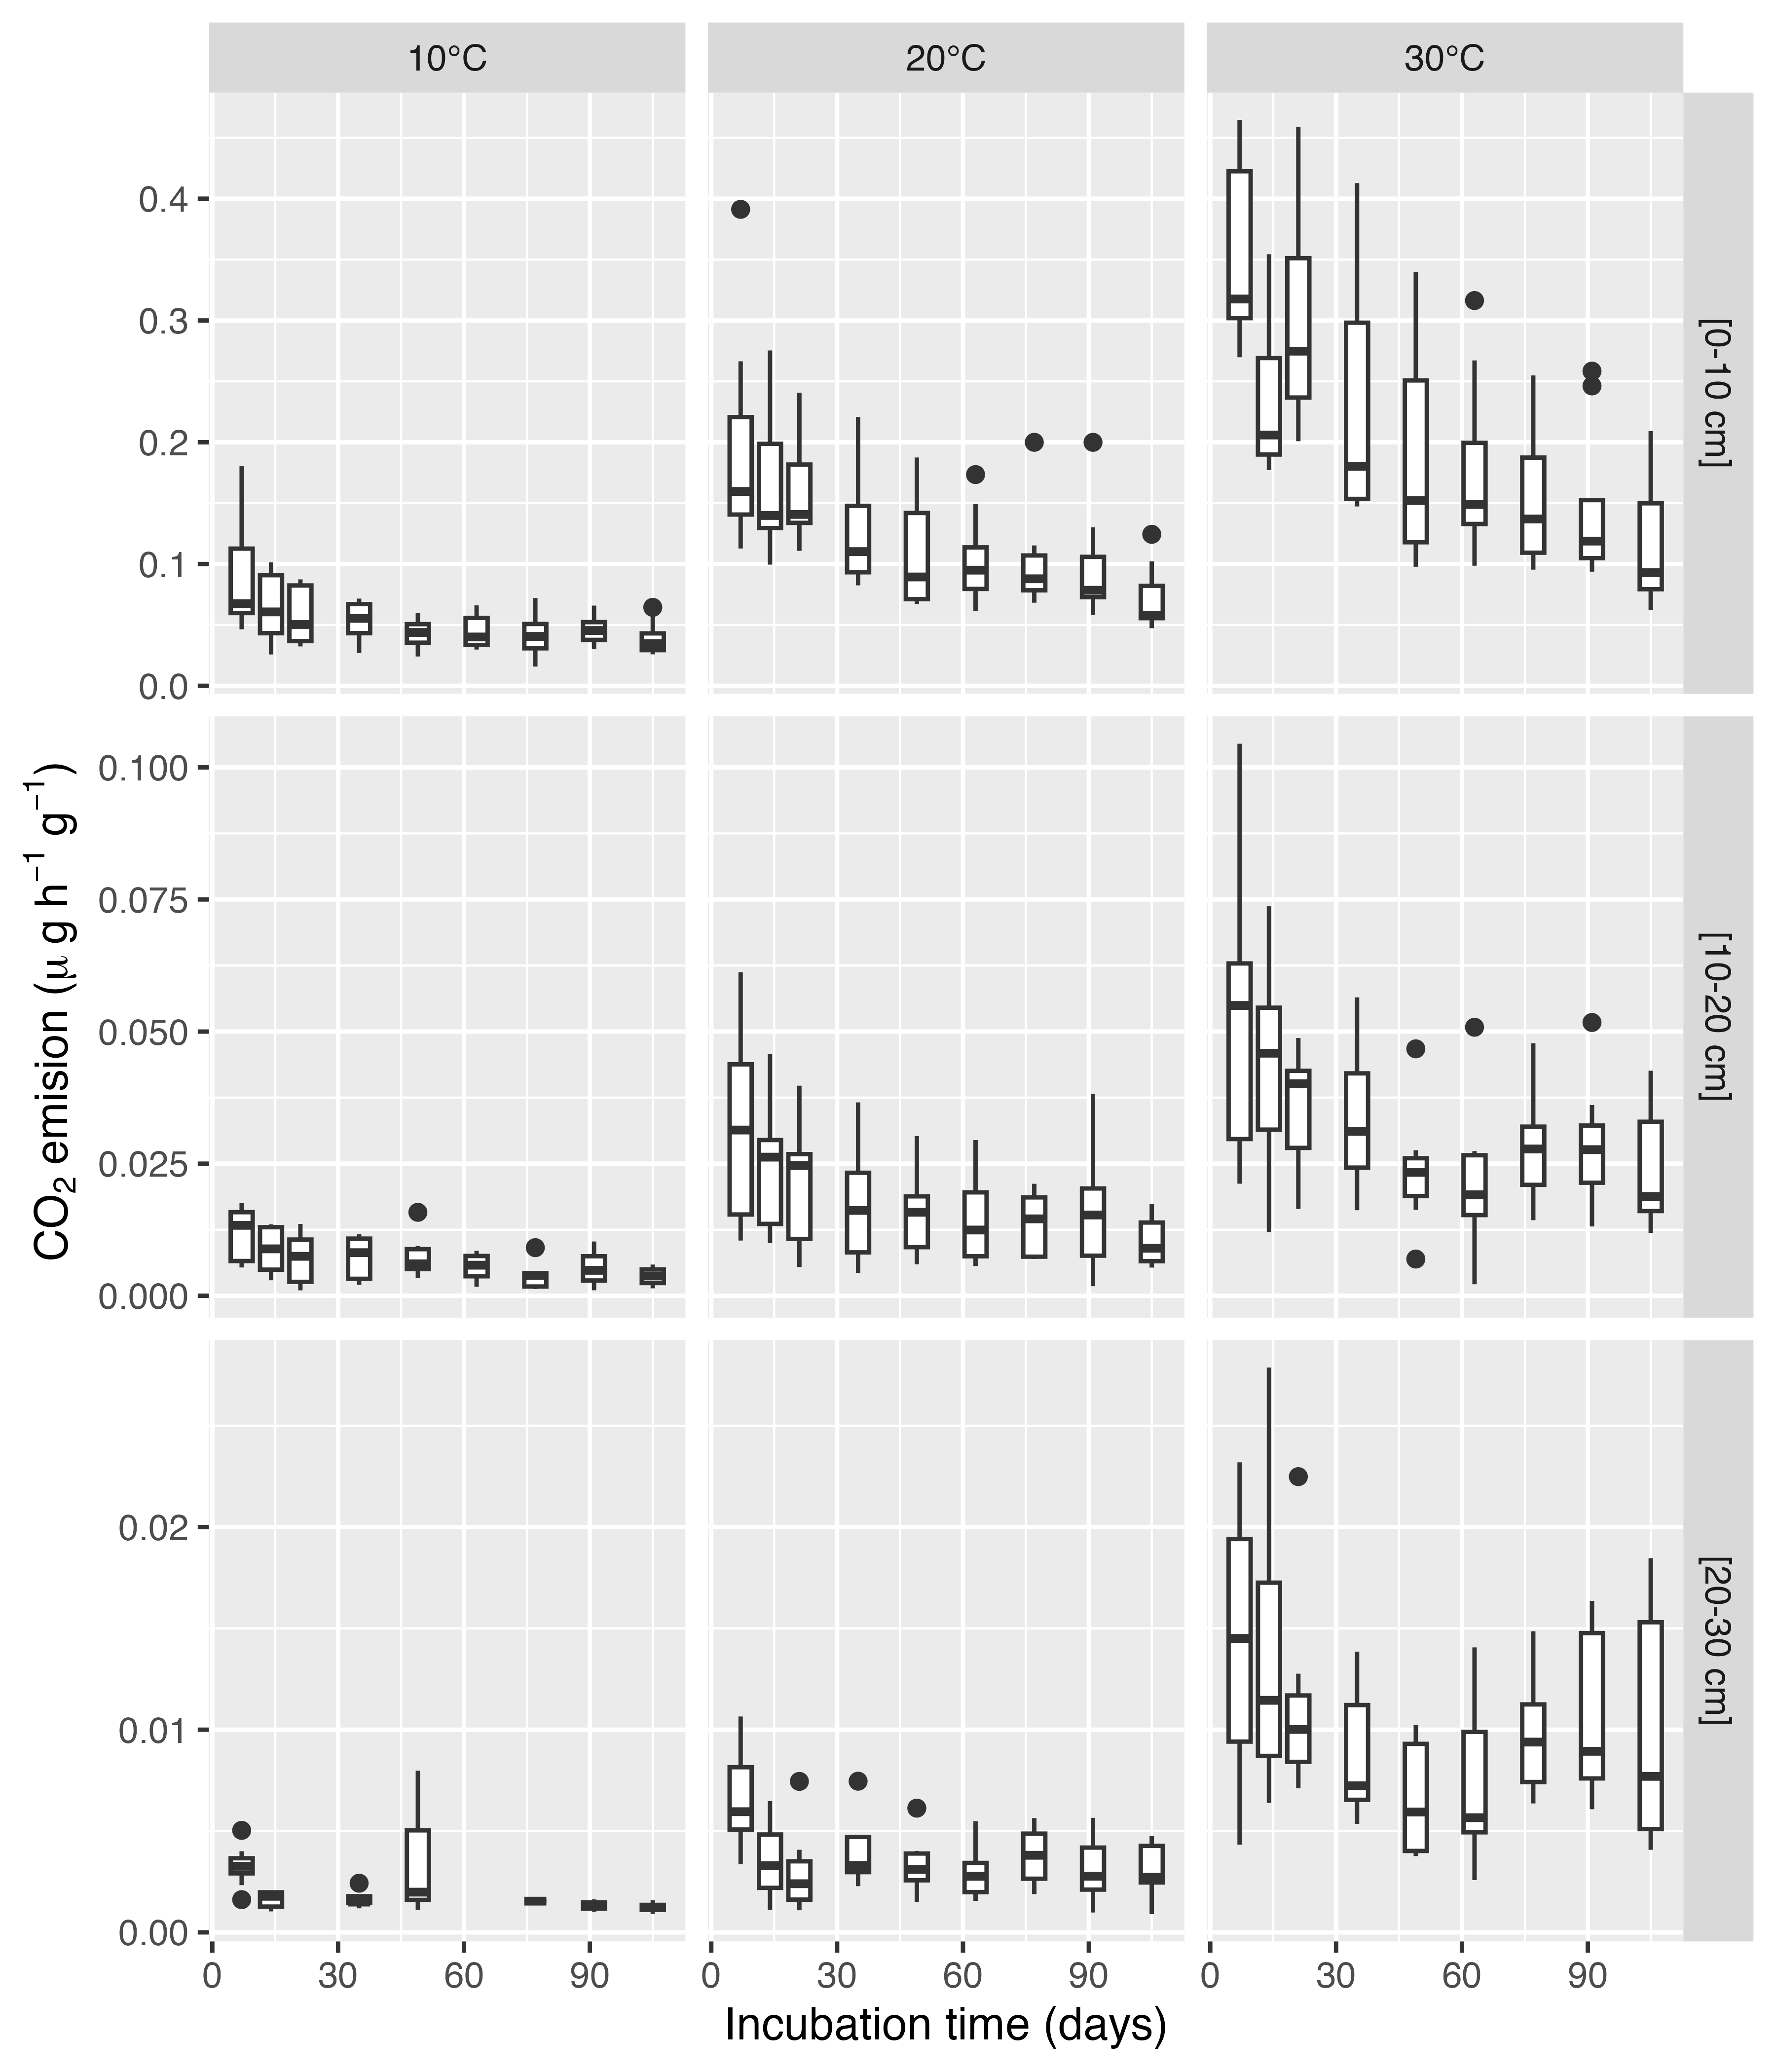 10°C 20°C 30°C
0.4
0.3
0.2
0.1
0.0
[0-10 cm]
0.100
0.075
0.050
0.025
0.000
[10-20 cm]
0.02
0.01
0.00
[20-30 cm]
CO₂ emission (μ g h⁻¹ g⁻¹)
0 30 60 90 0 30 60 90 0 30 60 90
Incubation time (days)